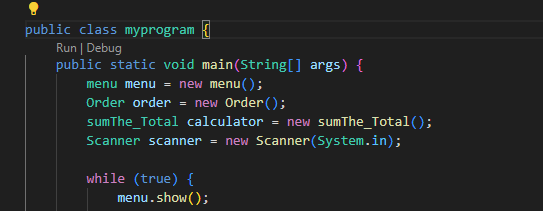 public class myprogram {
Run | Debug
public static void main(String[] args) {
menu menu = new menu();
Order order = new Order();
sumThe_Total calculator = new sumThe_Total();
Scanner scanner = new Scanner(System.in);
while (true) {
menu.show();